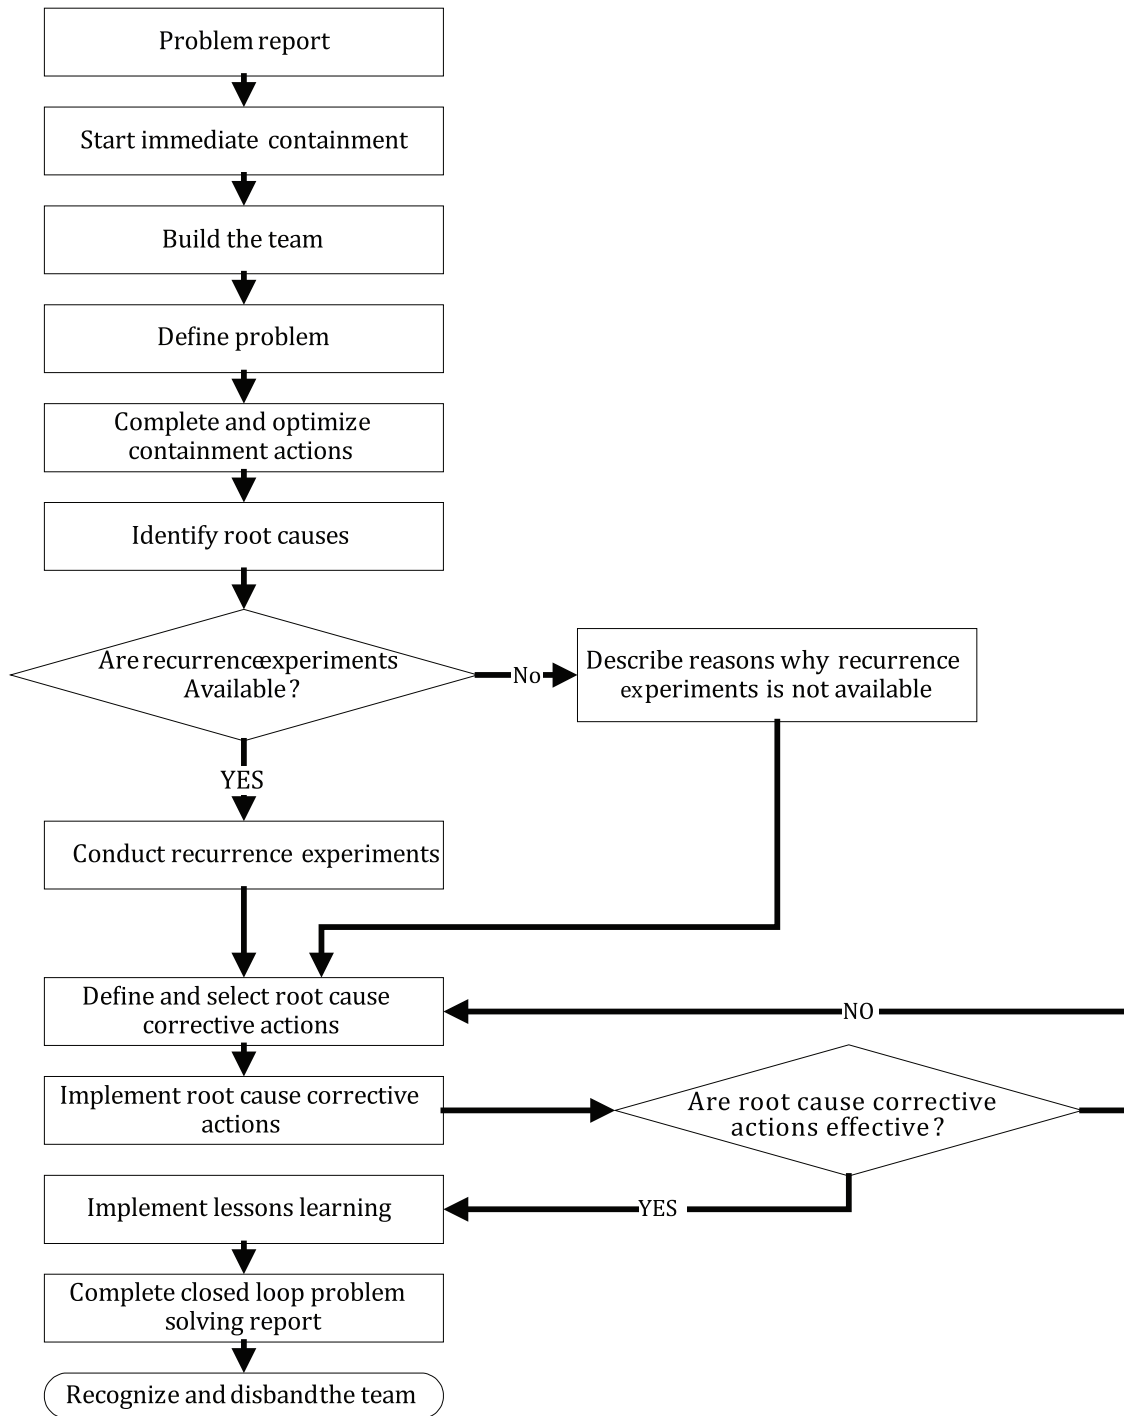 Problem report
Start immediate containment
Build the team
Define problem
Complete and optimize
containment actions
Identify root causes
Are recurrence experiments
Available?
No
Describe reasons why recurrence
experiments is not available
YES
Conduct recurrence experiments
Define and select root cause
corrective actions
NO
Implement root cause corrective
actions
Are root cause corrective
actions effective?
Implement lessons learning
YES
Complete closed loop problem
solving report
Recognize and disbandthe team